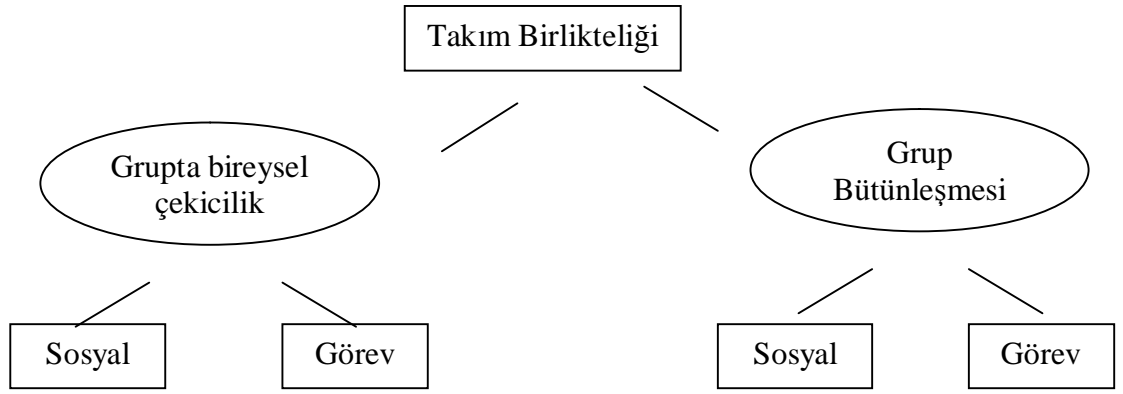 Takım Birlikteliği
Grupta bireysel
çekicilik
Grup
Bütünleşmesi
Sosyal
Görev
Sosyal
Görev